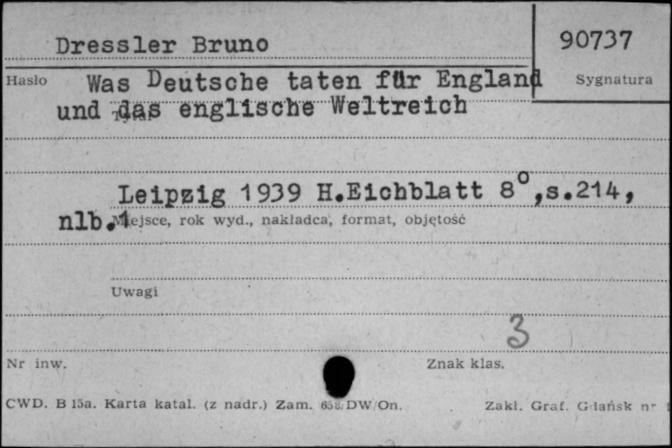 Dressler Bruno
90737
Hasło
Sygnatura
Was Deutsche taten für England
und das englische Weltreich
Leipzig 1939 H.Eichblatt 8°,s.214,
nlb.1
Miejsce, rok wyd., nakładca, format, objętość
Uwagi
3
Nr inw.
Znak klas.
CWD. B 15a. Karta katal. (z nadr.) Zam. DW/On.
Zakł. Graf. Gdańsk nr